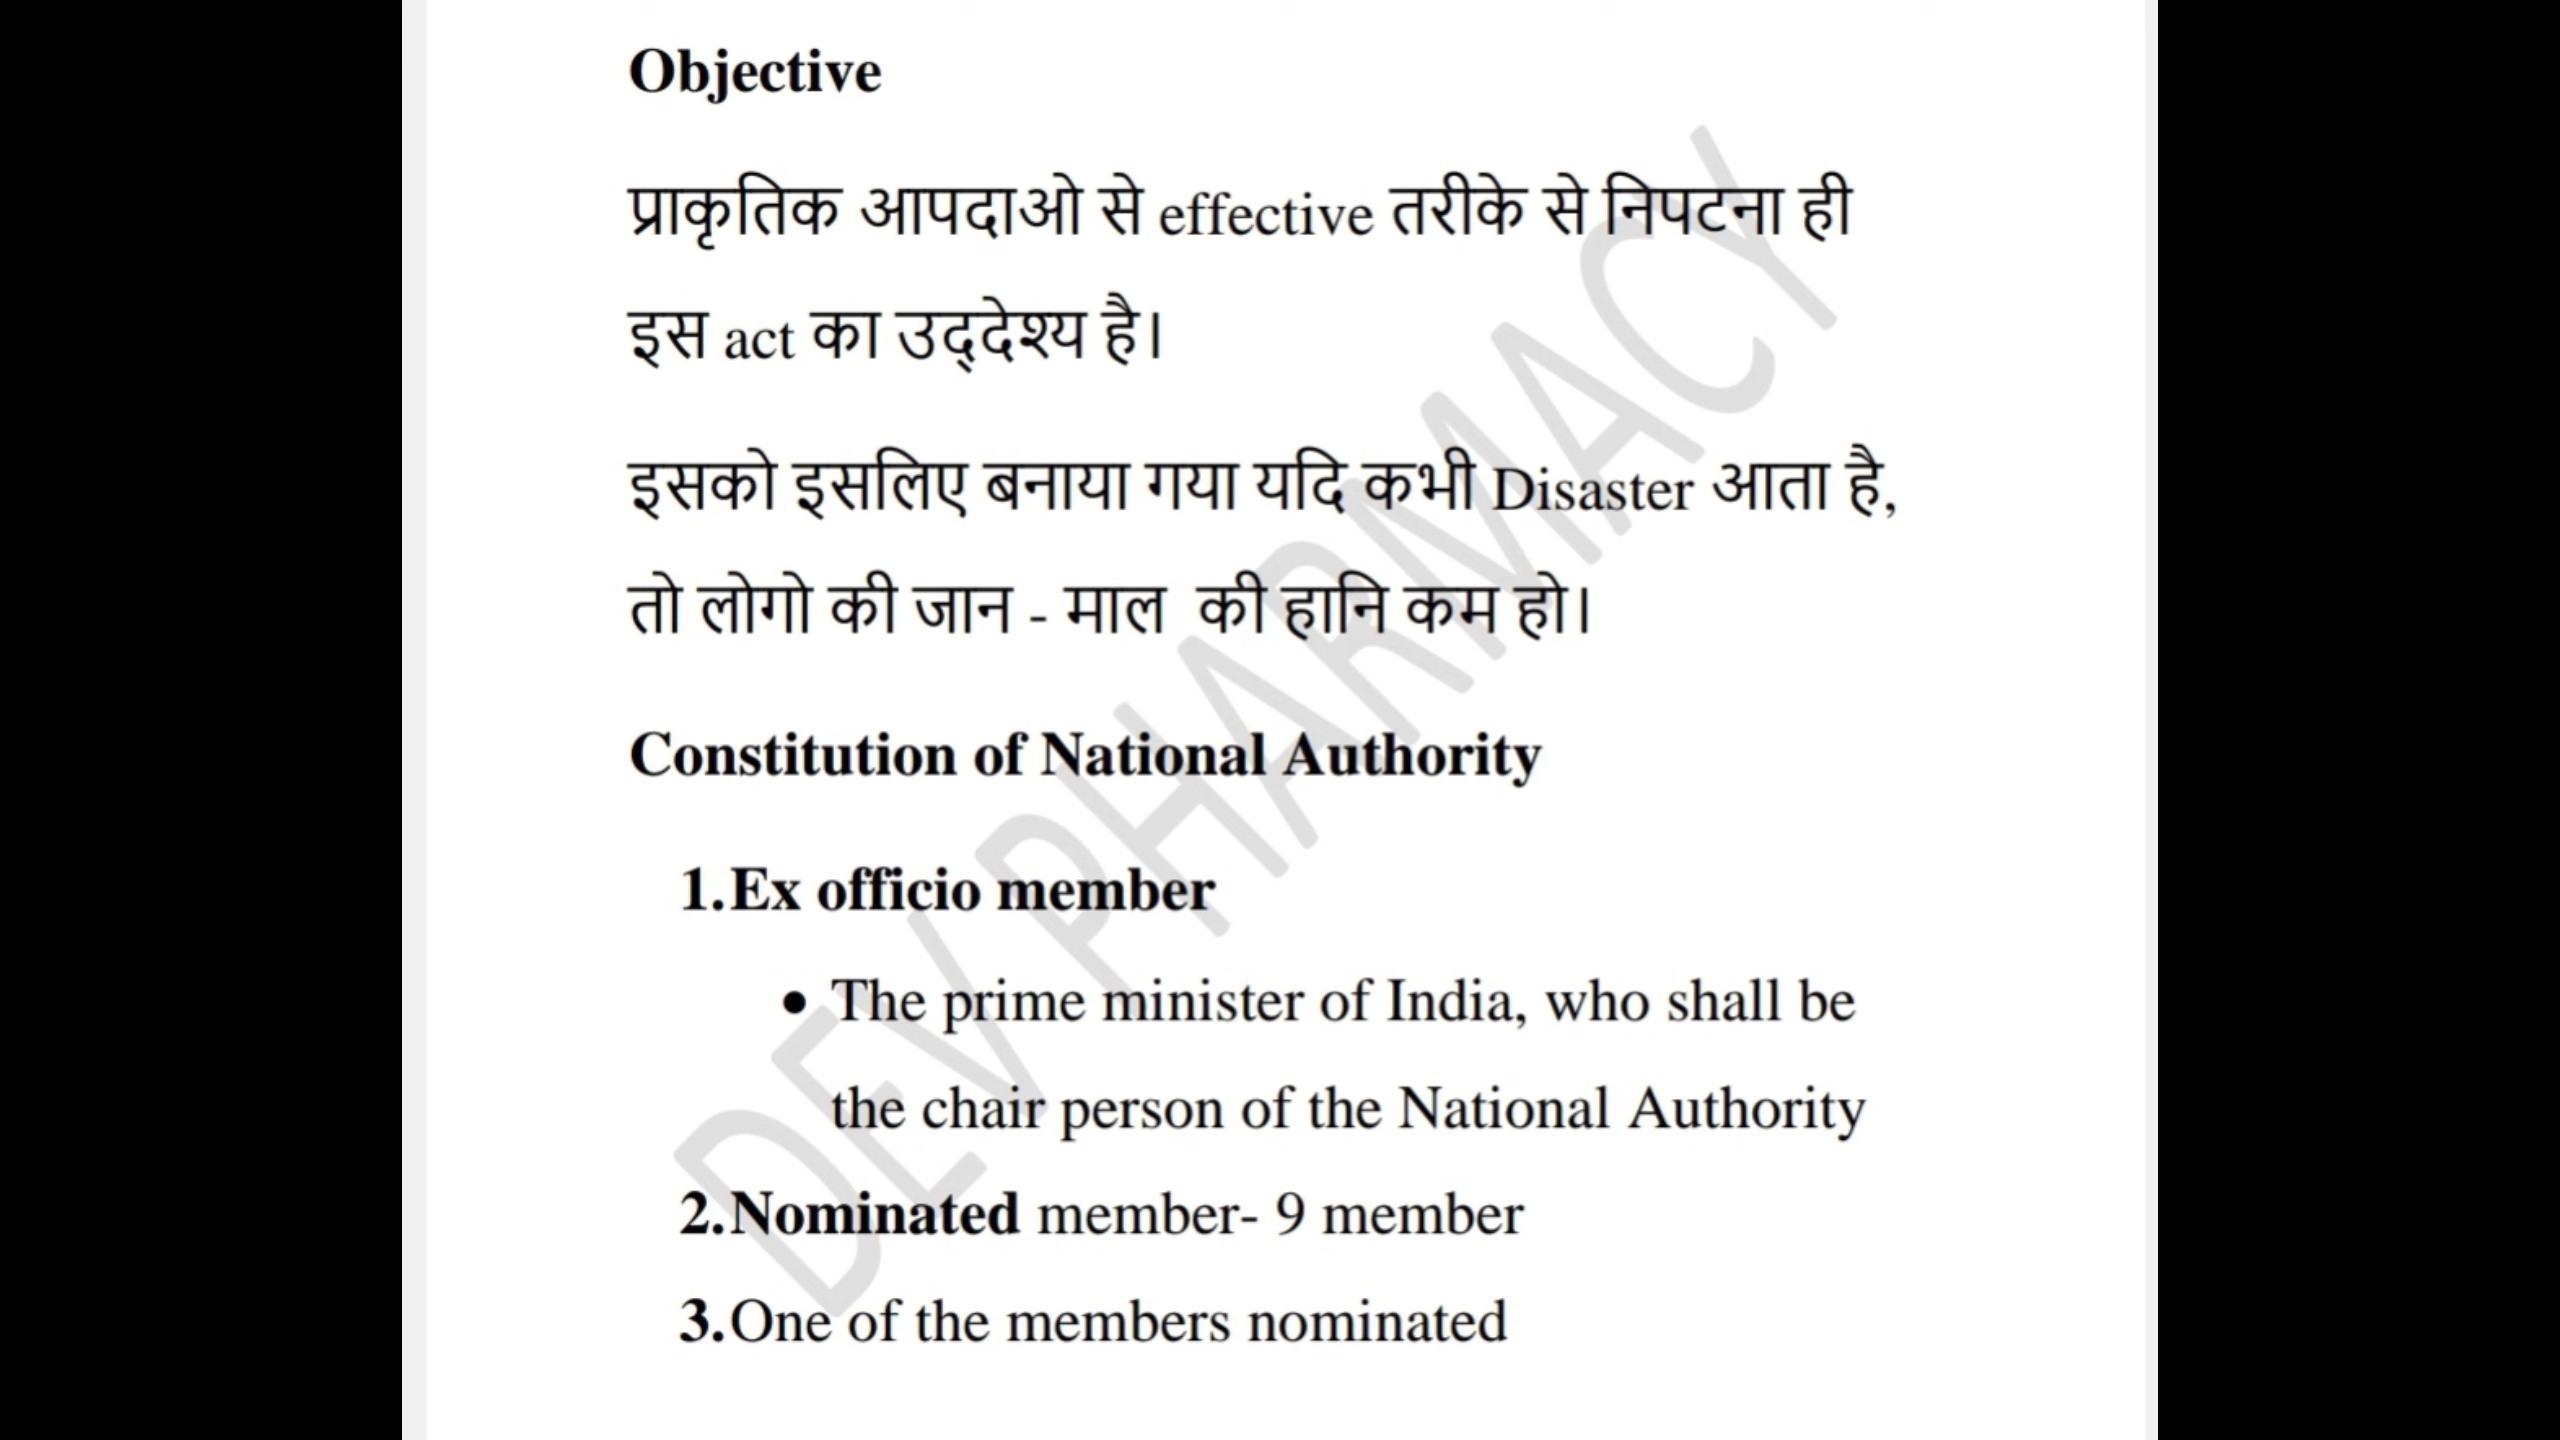 Objective
प्राकृतिक आपदाओ से effective तरीके से निपटना ही
इस act का उद्देश्य है।
इसको इसलिए बनाया गया यदि कभी Disaster आता है,
तो लोगो की जान - माल की हानि कम हो।
Constitution of National Authority
1.Ex officio member
• The prime minister of India, who shall be
the chair person of the National Authority
2.Nominated member- 9 member
3.One of the members nominated
DEV PHARMACY